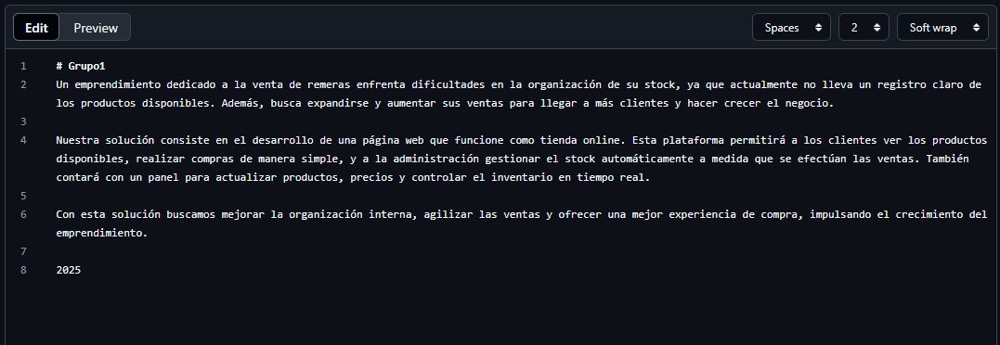 Edit Preview Spaces 2 Soft wrap
1 # Grupo1
2 Un emprendimiento dedicado a la venta de remeras enfrenta dificultades en la organización de su stock, ya que actualmente no lleva un registro claro de
los productos disponibles. Además, busca expandirse y aumentar sus ventas para llegar a más clientes y hacer crecer el negocio.
3
4 Nuestra solución consiste en el desarrollo de una página web que funcione como tienda online. Esta plataforma permitirá a los clientes ver los productos
disponibles, realizar compras de manera simple, y a la administración gestionar el stock automáticamente a medida que se efectúan las ventas. También
contará con un panel para actualizar productos, precios y controlar el inventario en tiempo real.
5
6 Con esta solución buscamos mejorar la organización interna, agilizar las ventas y ofrecer una mejor experiencia de compra, impulsando el crecimiento del
emprendimiento.
7
8 2025